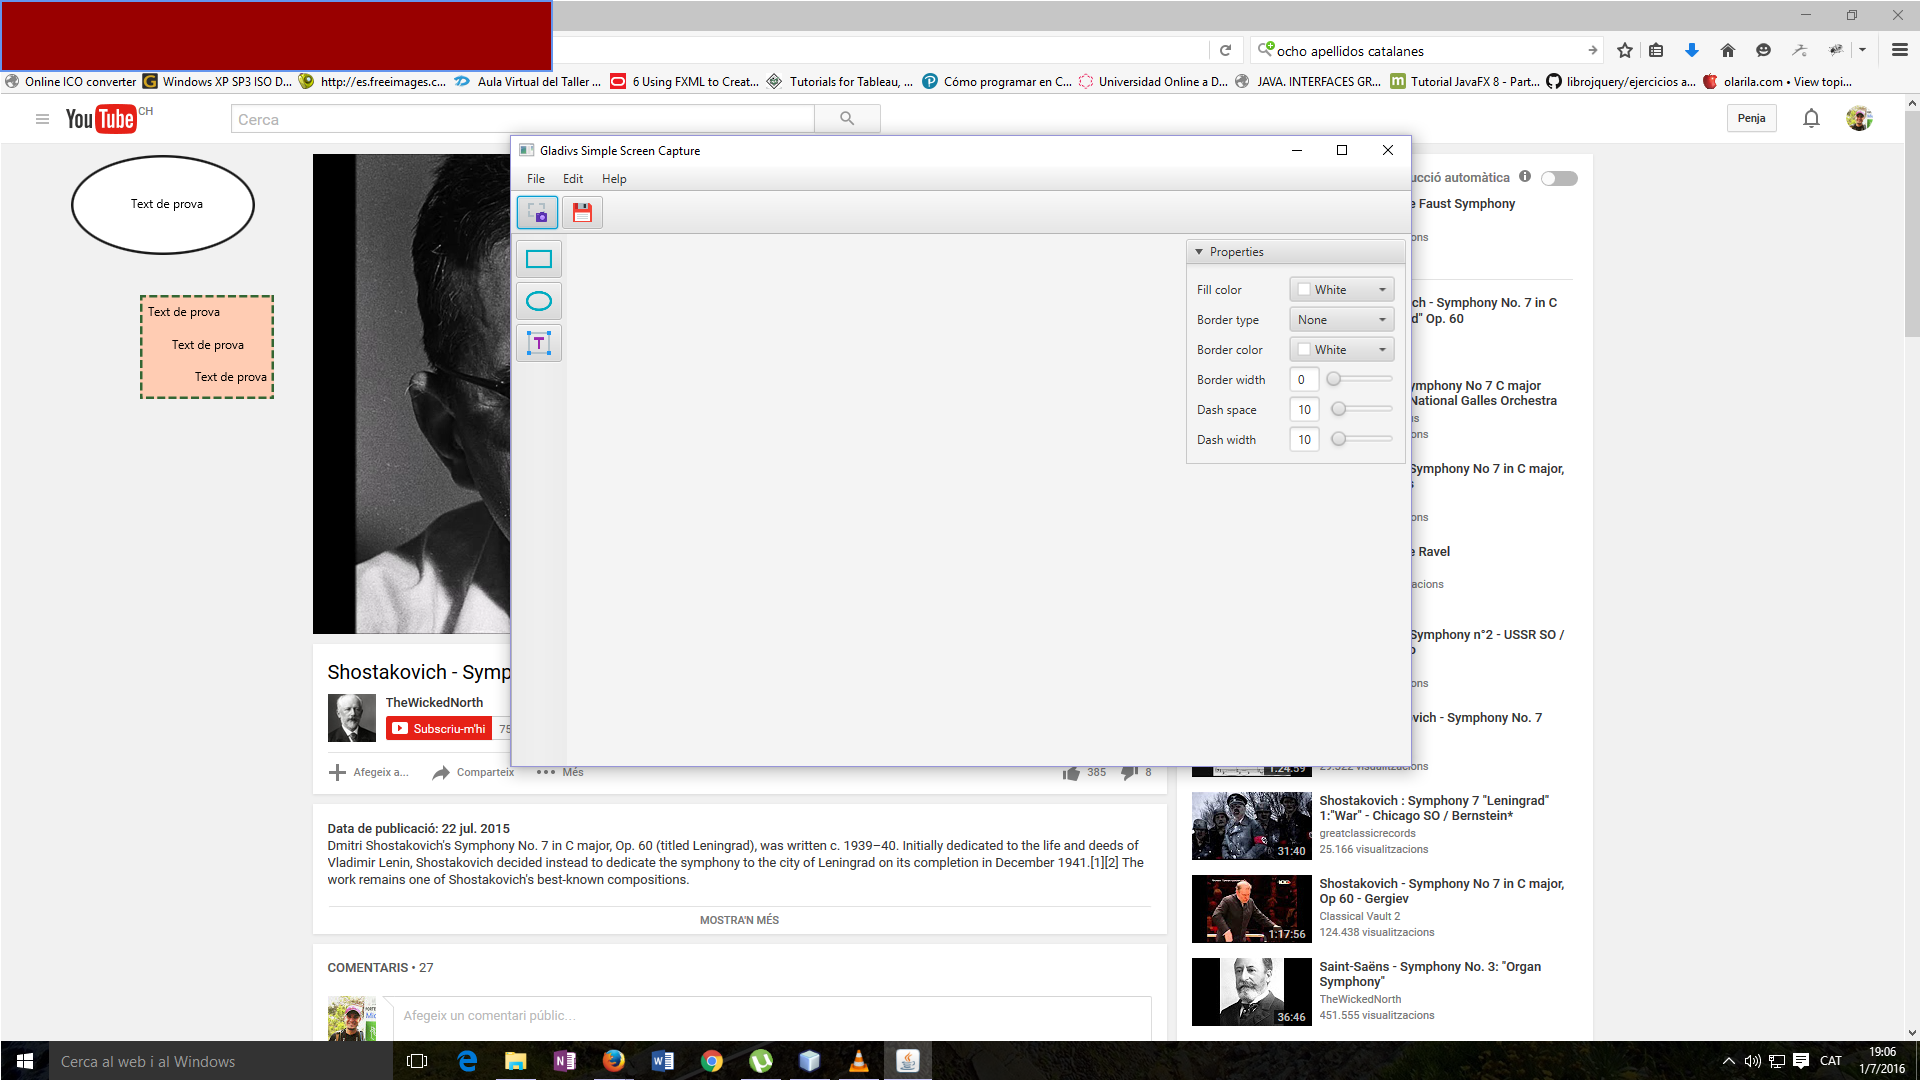 ocho apellidos catalanes
Online ICO converter
Windows XP SP3 ISO D...
http://es.freeimages.c...
Aula Virtual del Taller ...
6 Using FXML to Creat...
Tutorials for Tableau, ...
Cómo programar en C...
Universidad Online a D...
JAVA. INTERFACES GR...
Tutorial JavaFX 8 - Part...
librojquery/ejercicios a...
olarila.com • View topi...
YouTube CH
Cerca
Penja
Text de prova
Text de prova
Text de prova
Text de prova
Gladivs Simple Screen Capture
File Edit Help
T
Properties
Fill color White
Border type None
Border color White
Border width 0
Dash space 10
Dash width 10
ucció automàtica
e Faust Symphony
ons
ch - Symphony No. 7 in C
d" Op. 60
ymphony No 7 C major
National Galles Orchestra
ns
ons
Symphony No 7 in C major,
ons
e Ravel
acions
Symphony n°2 - USSR SO /
ons
vich - Symphony No. 7
1:24:59
29.322 visualitzacions
Shostakovich - Symp
TheWickedNorth
Subscriu-m'hi 75
Afegeix a... Comparteix Més 385 8
Data de publicació: 22 jul. 2015
Dmitri Shostakovich's Symphony No. 7 in C major, Op. 60 (titled Leningrad), was written c. 1939–40. Initially dedicated to the life and deeds of
Vladimir Lenin, Shostakovich decided instead to dedicate the symphony to the city of Leningrad on its completion in December 1941.[1][2] The
work remains one of Shostakovich's best-known compositions.
MOSTRA'N MÉS
COMENTARIS • 27
Afegeix un comentari públic...
Shostakovich : Symphony 7 "Leningrad"
1:"War" - Chicago SO / Bernstein*
greatclassicrecords
25.166 visualitzacions
31:40
Shostakovich - Symphony No 7 in C major,
Op 60 - Gergiev
Classical Vault 2
124.438 visualitzacions
1:17:56
Saint-Saëns - Symphony No. 3: "Organ
Symphony"
TheWickedNorth
451.555 visualitzacions
36:46
Cerca al web i al Windows
CAT
19:06
1/7/2016